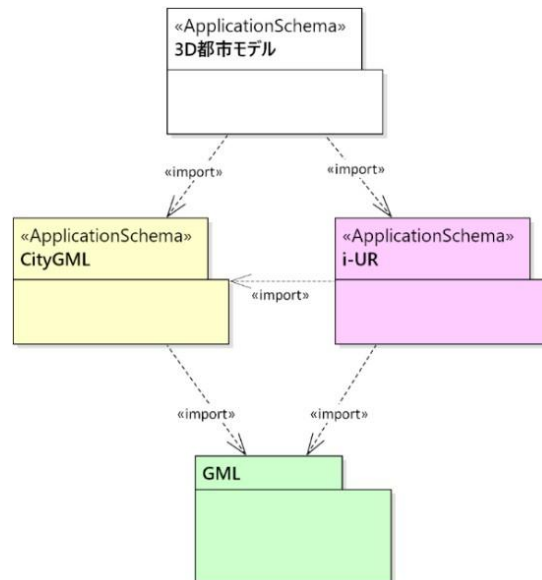 «ApplicationSchema»
3D都市モデル
«import»
«import»
«ApplicationSchema»
CityGML
«ApplicationSchema»
i-UR
«import»
«import»
«import»
GML